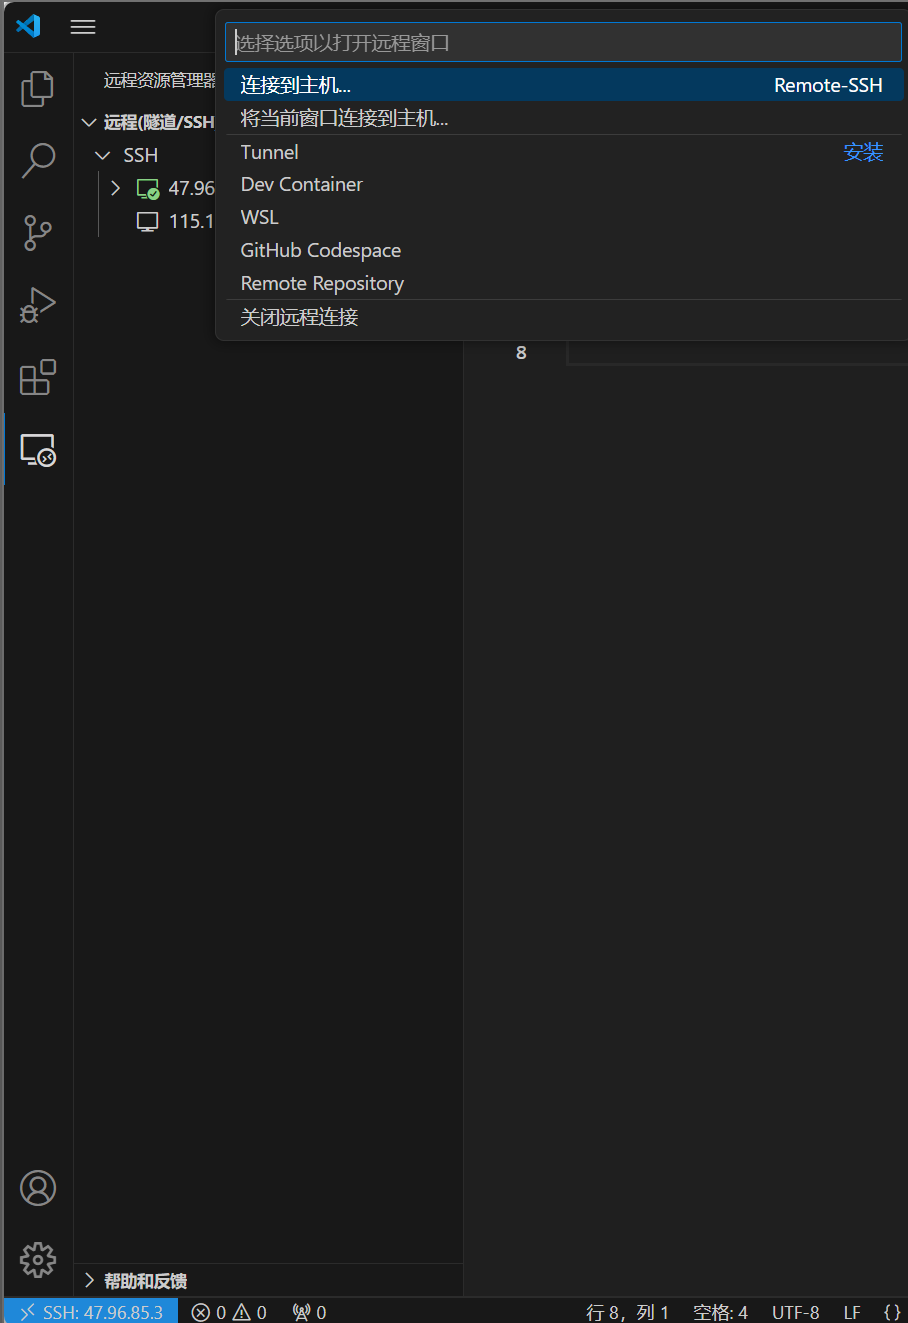 选择选项以打开远程窗口
连接到主机... Remote-SSH
将当前窗口连接到主机...
Tunnel 安装
Dev Container
WSL
GitHub Codespace
Remote Repository
关闭远程连接
远程资源管理器
远程(隧道/SSH
SSH
47.96
115.1
8
帮助和反馈
SSH: 47.96.85.3 0 0 0 行 8，列 1 空格: 4 UTF-8 LF { }